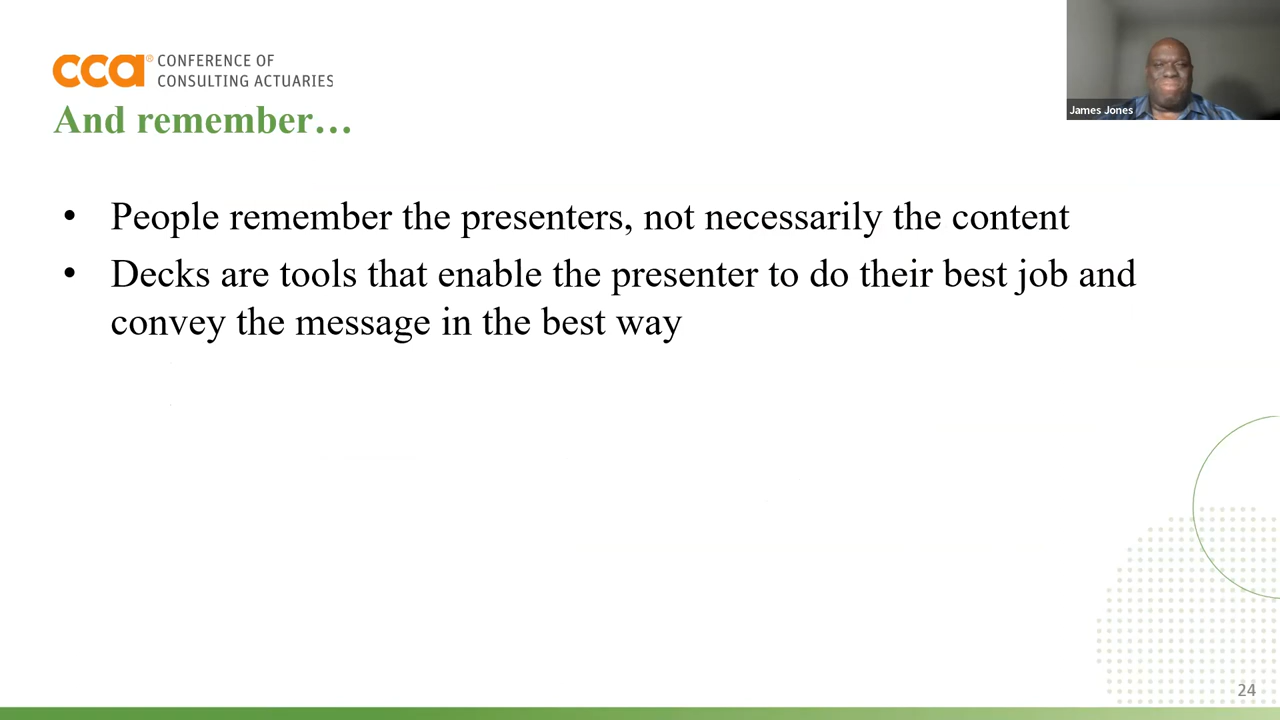 cca® CONFERENCE OF
CONSULTING ACTUARIES
And remember…
James Jones
• People remember the presenters, not necessarily the content
• Decks are tools that enable the presenter to do their best job and
convey the message in the best way
24